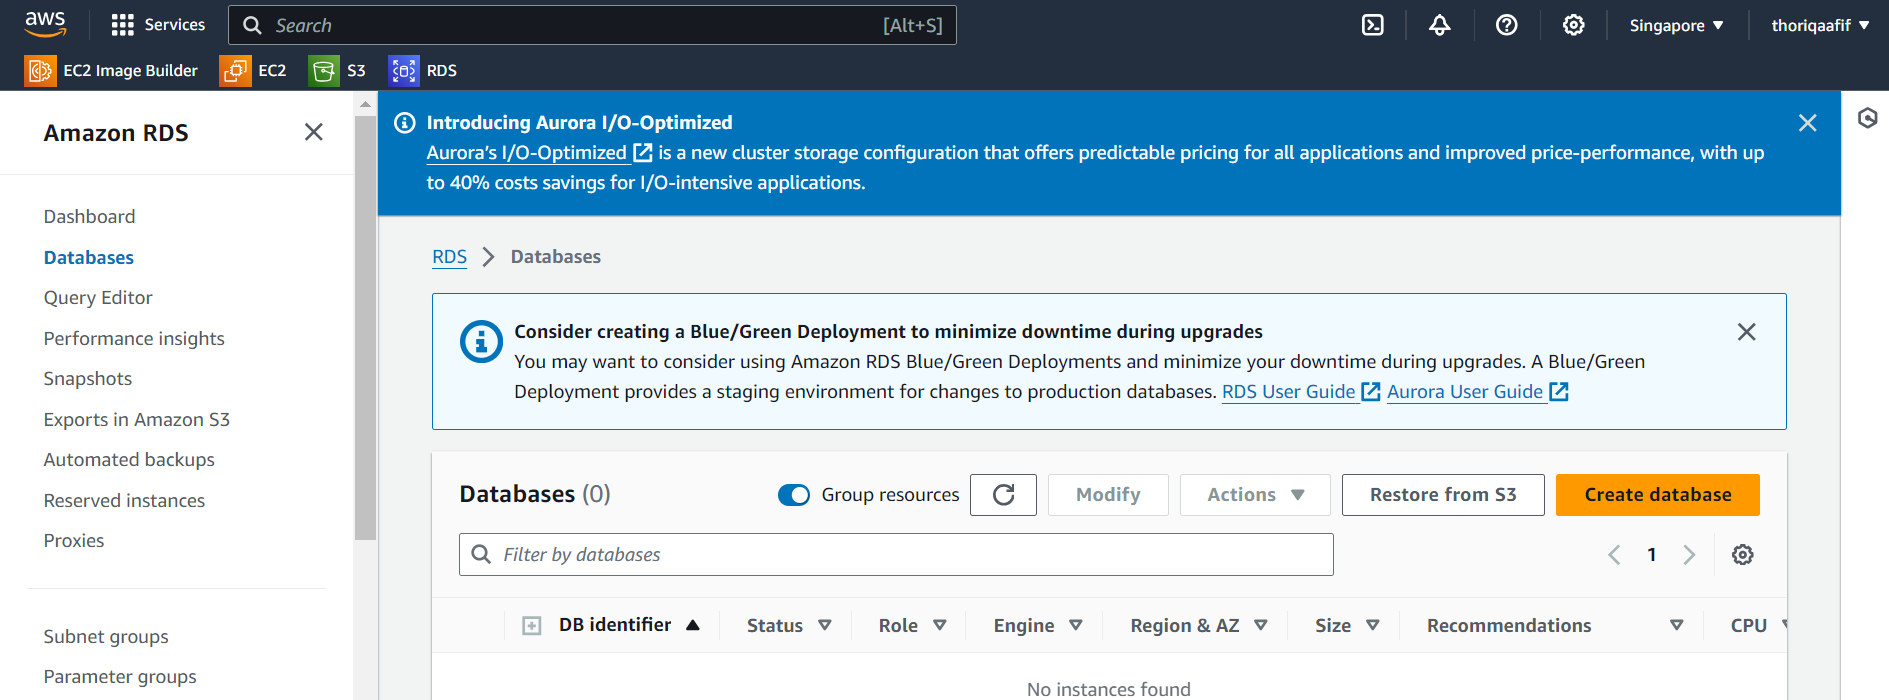 aws Services Search [Alt+S] Singapore thoriqaafif
EC2 Image Builder EC2 S3 RDS
Amazon RDS
Dashboard
Databases
Query Editor
Performance insights
Snapshots
Exports in Amazon S3
Automated backups
Reserved instances
Proxies
Subnet groups
Parameter groups
Introducing Aurora I/O-Optimized
Aurora's I/O-Optimized is a new cluster storage configuration that offers predictable pricing for all applications and improved price-performance, with up
to 40% costs savings for I/O-intensive applications.
RDS Databases
Consider creating a Blue/Green Deployment to minimize downtime during upgrades
You may want to consider using Amazon RDS Blue/Green Deployments and minimize your downtime during upgrades. A Blue/Green
Deployment provides a staging environment for changes to production databases. RDS User Guide Aurora User Guide
Databases (0) Group resources Modify Actions Restore from S3 Create database
Filter by databases 1
DB identifier Status Role Engine Region & AZ Size Recommendations CPU
No instances found